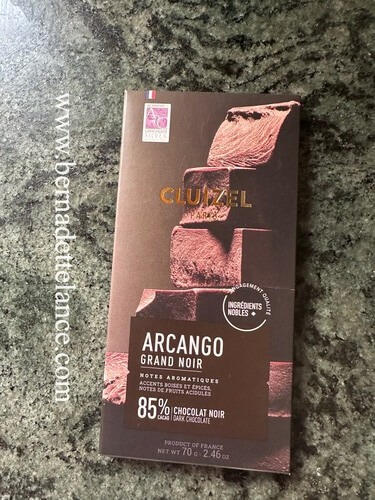 www.bernadettelance.com
CLUIZEL
PARIS
ENGAGEMENT QUALITÉ
INGRÉDIENTS
NOBLES +
ARCANGO
GRAND NOIR
NOTES AROMATIQUES
ACCENTS BOISÉS ET ÉPICÉS,
NOTES DE FRUITS ACIDULÉS
85% CACAO
CHOCOLAT NOIR
DARK CHOCOLATE
PRODUCT OF FRANCE
NET WT 70 g - 2.46 oz